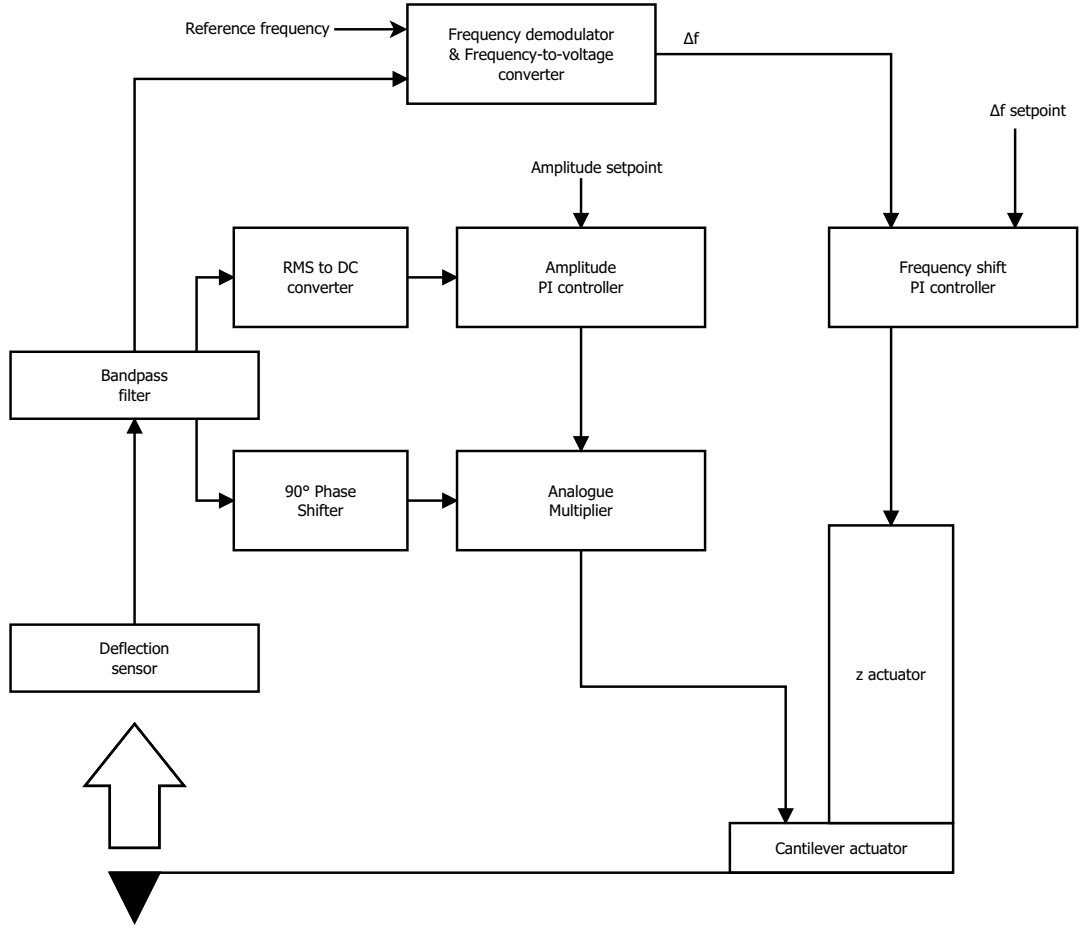 Reference frequency
Frequency demodulator
& Frequency-to-voltage
converter
Δf
Δf setpoint
Amplitude setpoint
RMS to DC
converter
Amplitude
PI controller
Frequency shift
PI controller
Bandpass
filter
90° Phase
Shifter
Analogue
Multiplier
Deflection
sensor
z actuator
Cantilever actuator